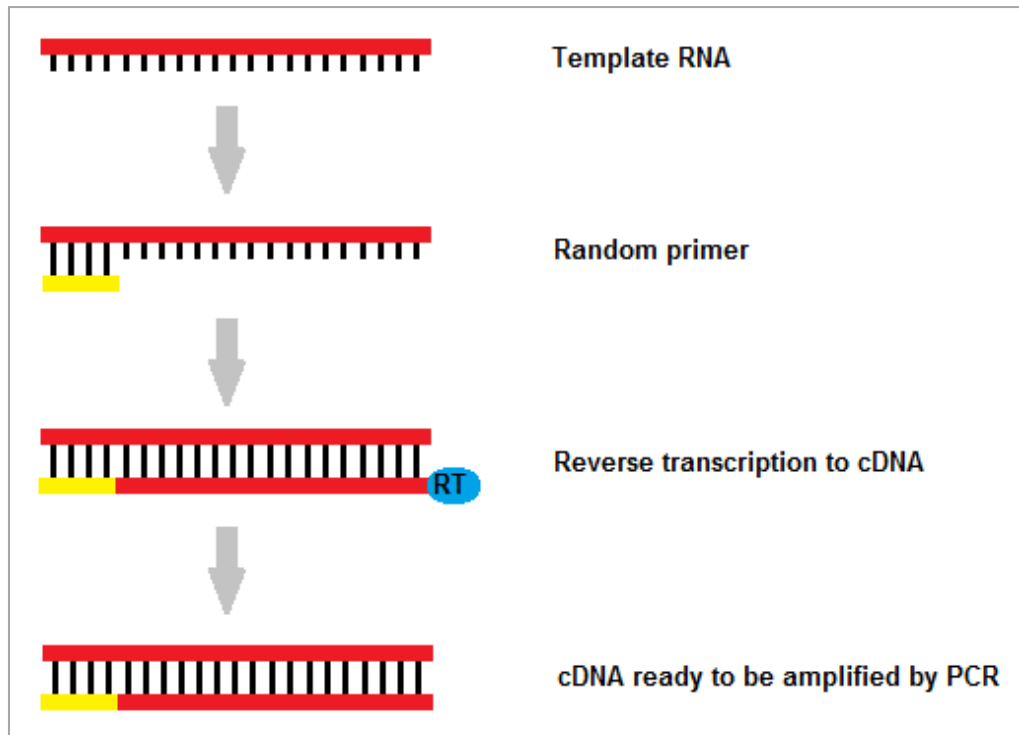 Template RNA
Random primer
Reverse transcription to cDNA
RT
cDNA ready to be amplified by PCR